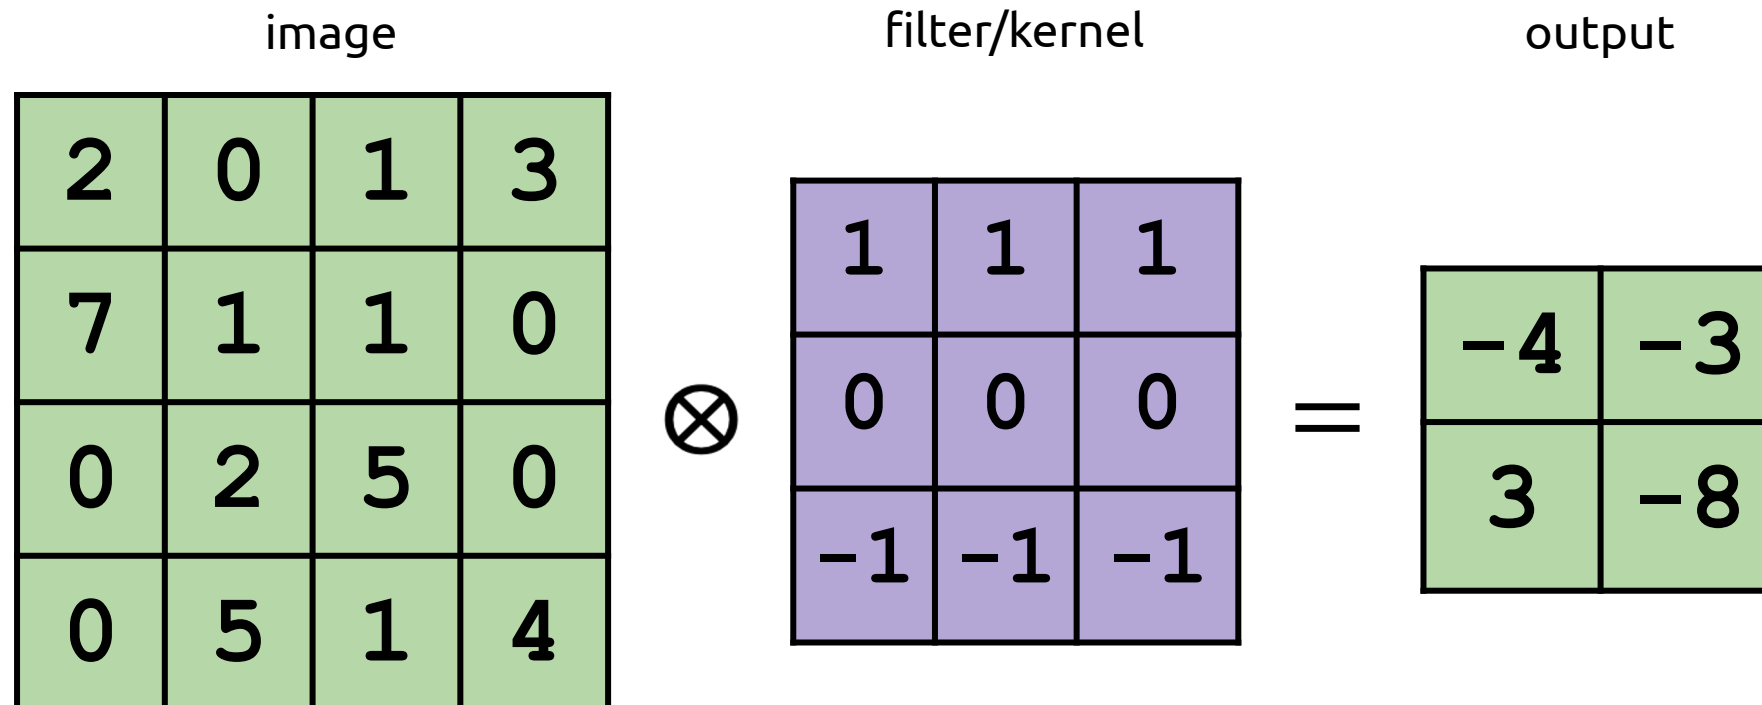 image filter/kernel output
2 0 1 3
7 1 1 0
0 2 5 0
0 5 1 4
⊗
1 1 1
0 0 0
-1 -1 -1
=
-4 -3
3 -8